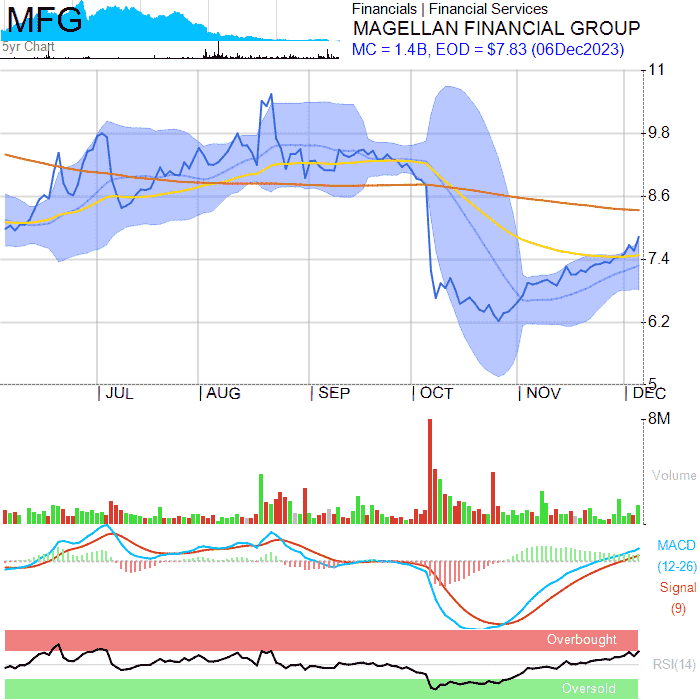 MFG
5yr Chart
Financials | Financial Services
MAGELLAN FINANCIAL GROUP
MC = 1.4B, EOD = $7.83 (06Dec2023)
11
9.8
8.6
7.4
6.2
5
JUL AUG SEP OCT NOV DEC
8M
Volume
MACD
(12-26)
Signal
(9)
Overbought
RSI(14)
Oversold